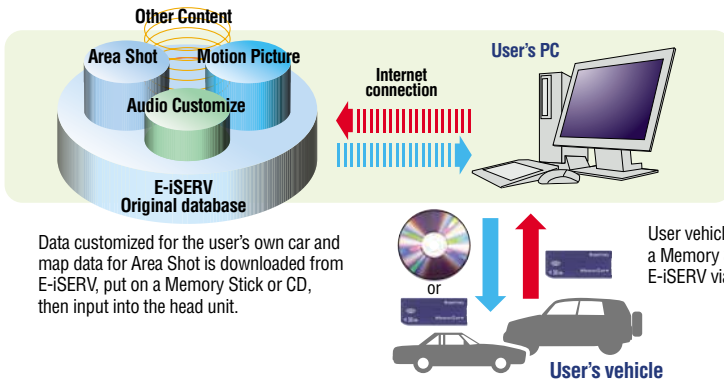 Other Content
Area Shot
Motion Picture
Audio Customize
E-iSERV
Original database
Internet
connection
User's PC
Data customized for the user's own car and
map data for Area Shot is downloaded from
E-iSERV, put on a Memory Stick or CD,
then input into the head unit.
or
User vehicl
a Memory
E-iSERV via
User's vehicle